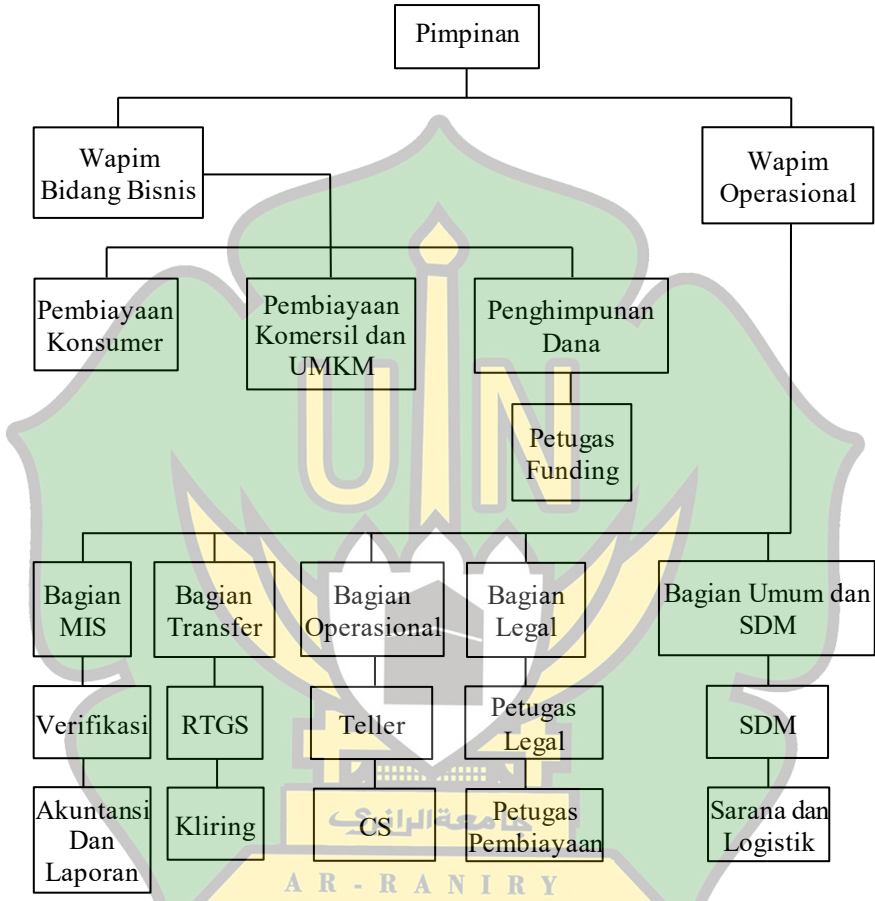 Pimpinan
Wapim
Bidang Bisnis
Wapim
Operasional
Pembiayaan
Konsumer
Pembiayaan
Komersil dan
UMKM
Penghimpunan
Dana
UIN
Petugas
Funding
Bagian
MIS
Bagian
Transfer
Bagian
Operasional
Bagian
Legal
Bagian Umum dan
SDM
Verifikasi
RTGS
Teller
Petugas
Legal
SDM
Akuntansi
Dan
Laporan
Kliring
CS
Petugas
Pembiayaan
Sarana dan
Logistik
جامعة الرانري
AR-RANIRY